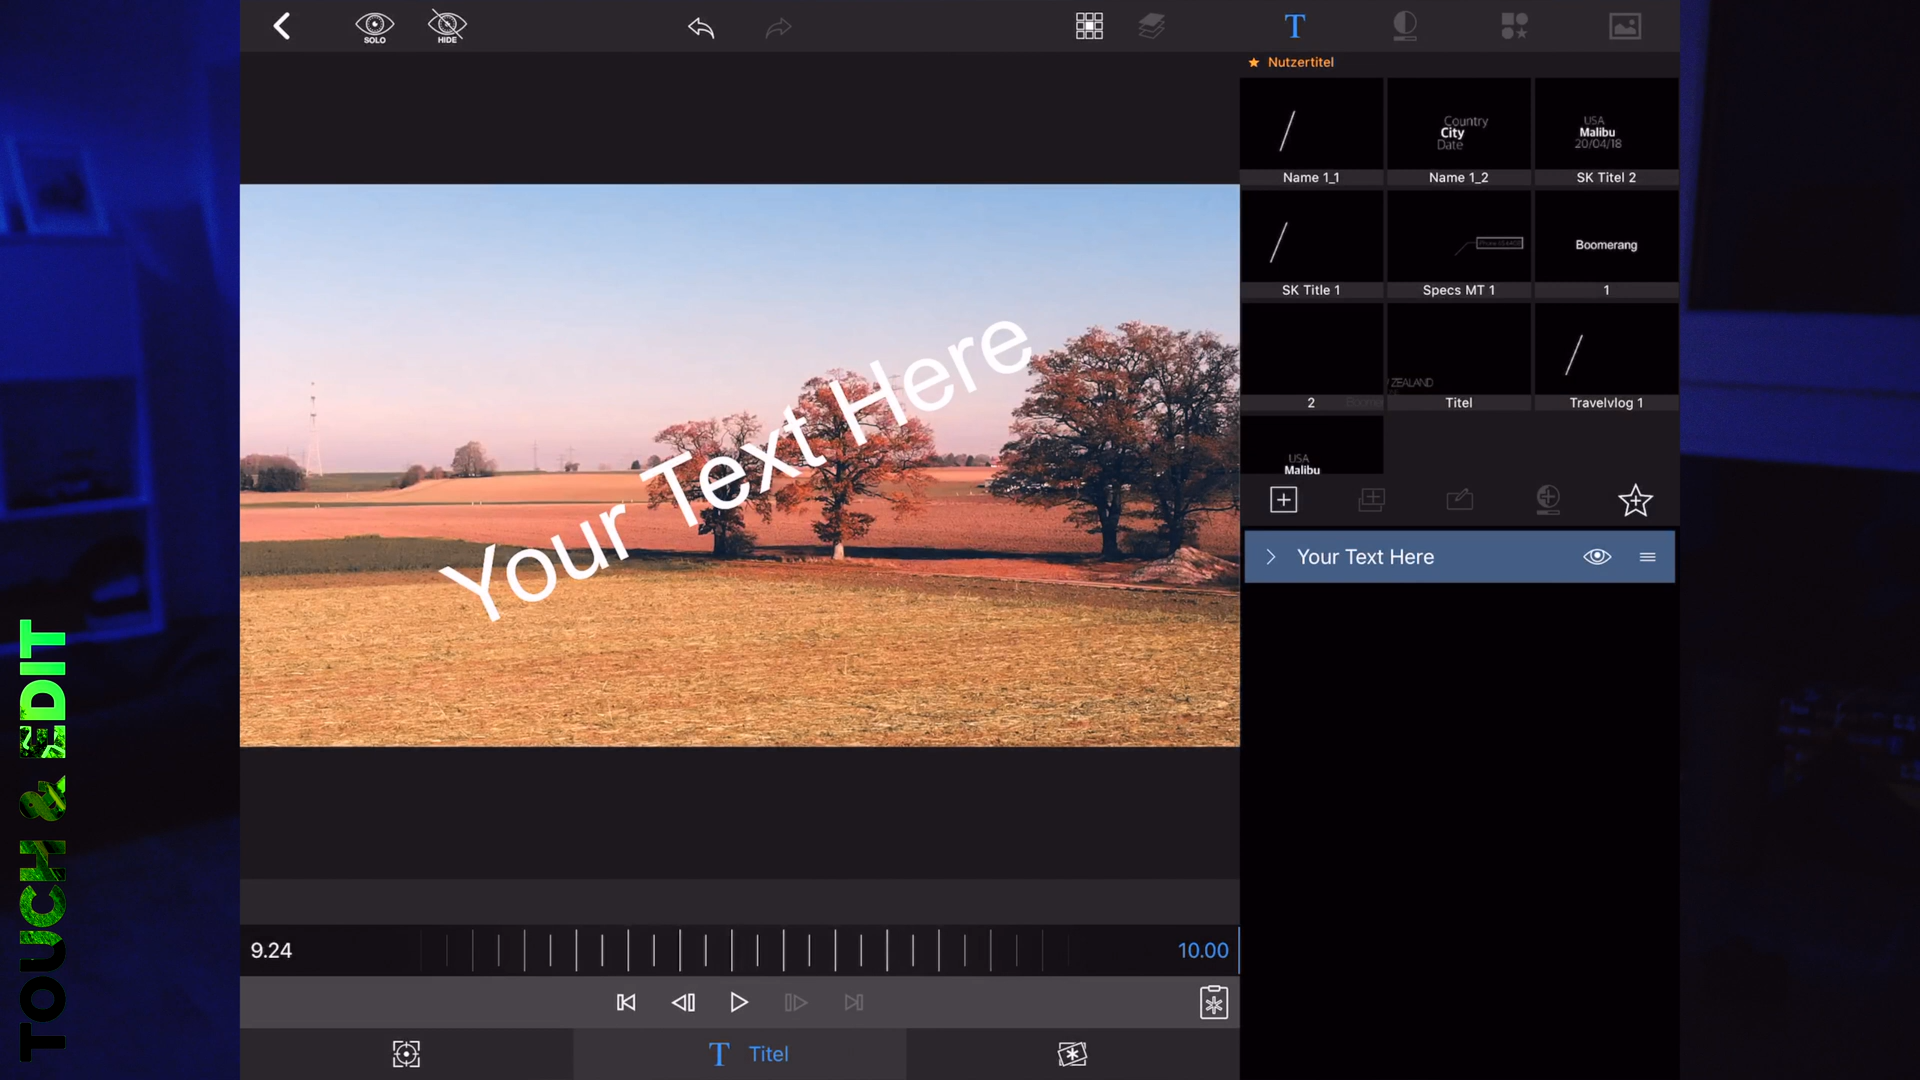 SOLO
HIDE
T
Nutzertitel
Country
City
Date
USA
Malibu
20/04/18
Name 1_1
Name 1_2
SK Titel 2
Boomerang
SK Title 1
Specs MT 1
1
ZEALAND
2
Titel
Travelvlog 1
USA
Malibu
Your Text Here
Your Text Here
9.24
10.00
T Titel
TOUCH & EDIT